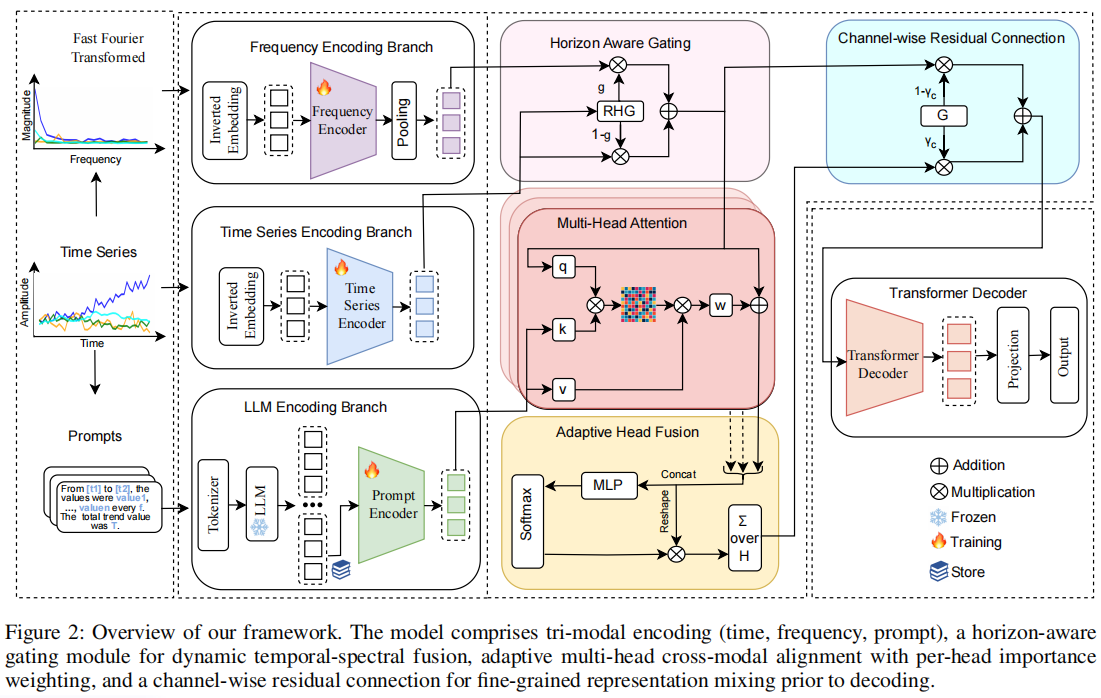 Fast Fourier
Transformed
Magnitude
Frequency
Time Series
Amplitude
Time
Prompts
From [t1] to [t2], the
values were value1,
..., valuen every f.
The total trend value
was T.
Frequency Encoding Branch
Inverted
Embedding
Frequency
Encoder
Pooling
Time Series Encoding Branch
Inverted
Embedding
Time
Series
Encoder
LLM Encoding Branch
Tokenizer
LLM
Prompt
Encoder
Horizon Aware Gating
g
RHG
1-g
Multi-Head Attention
q
k
v
w
Adaptive Head Fusion
Softmax
MLP
Concat
Reshape
Σ
over
H
Channel-wise Residual Connection
1-γc
G
γc
Transformer Decoder
Transformer
Decoder
Projection
Output
Addition
Multiplication
Frozen
Training
Store
Figure 2: Overview of our framework. The model comprises tri-modal encoding (time, frequency, prompt), a horizon-aware
gating module for dynamic temporal-spectral fusion, adaptive multi-head cross-modal alignment with per-head importance
weighting, and a channel-wise residual connection for fine-grained representation mixing prior to decoding.